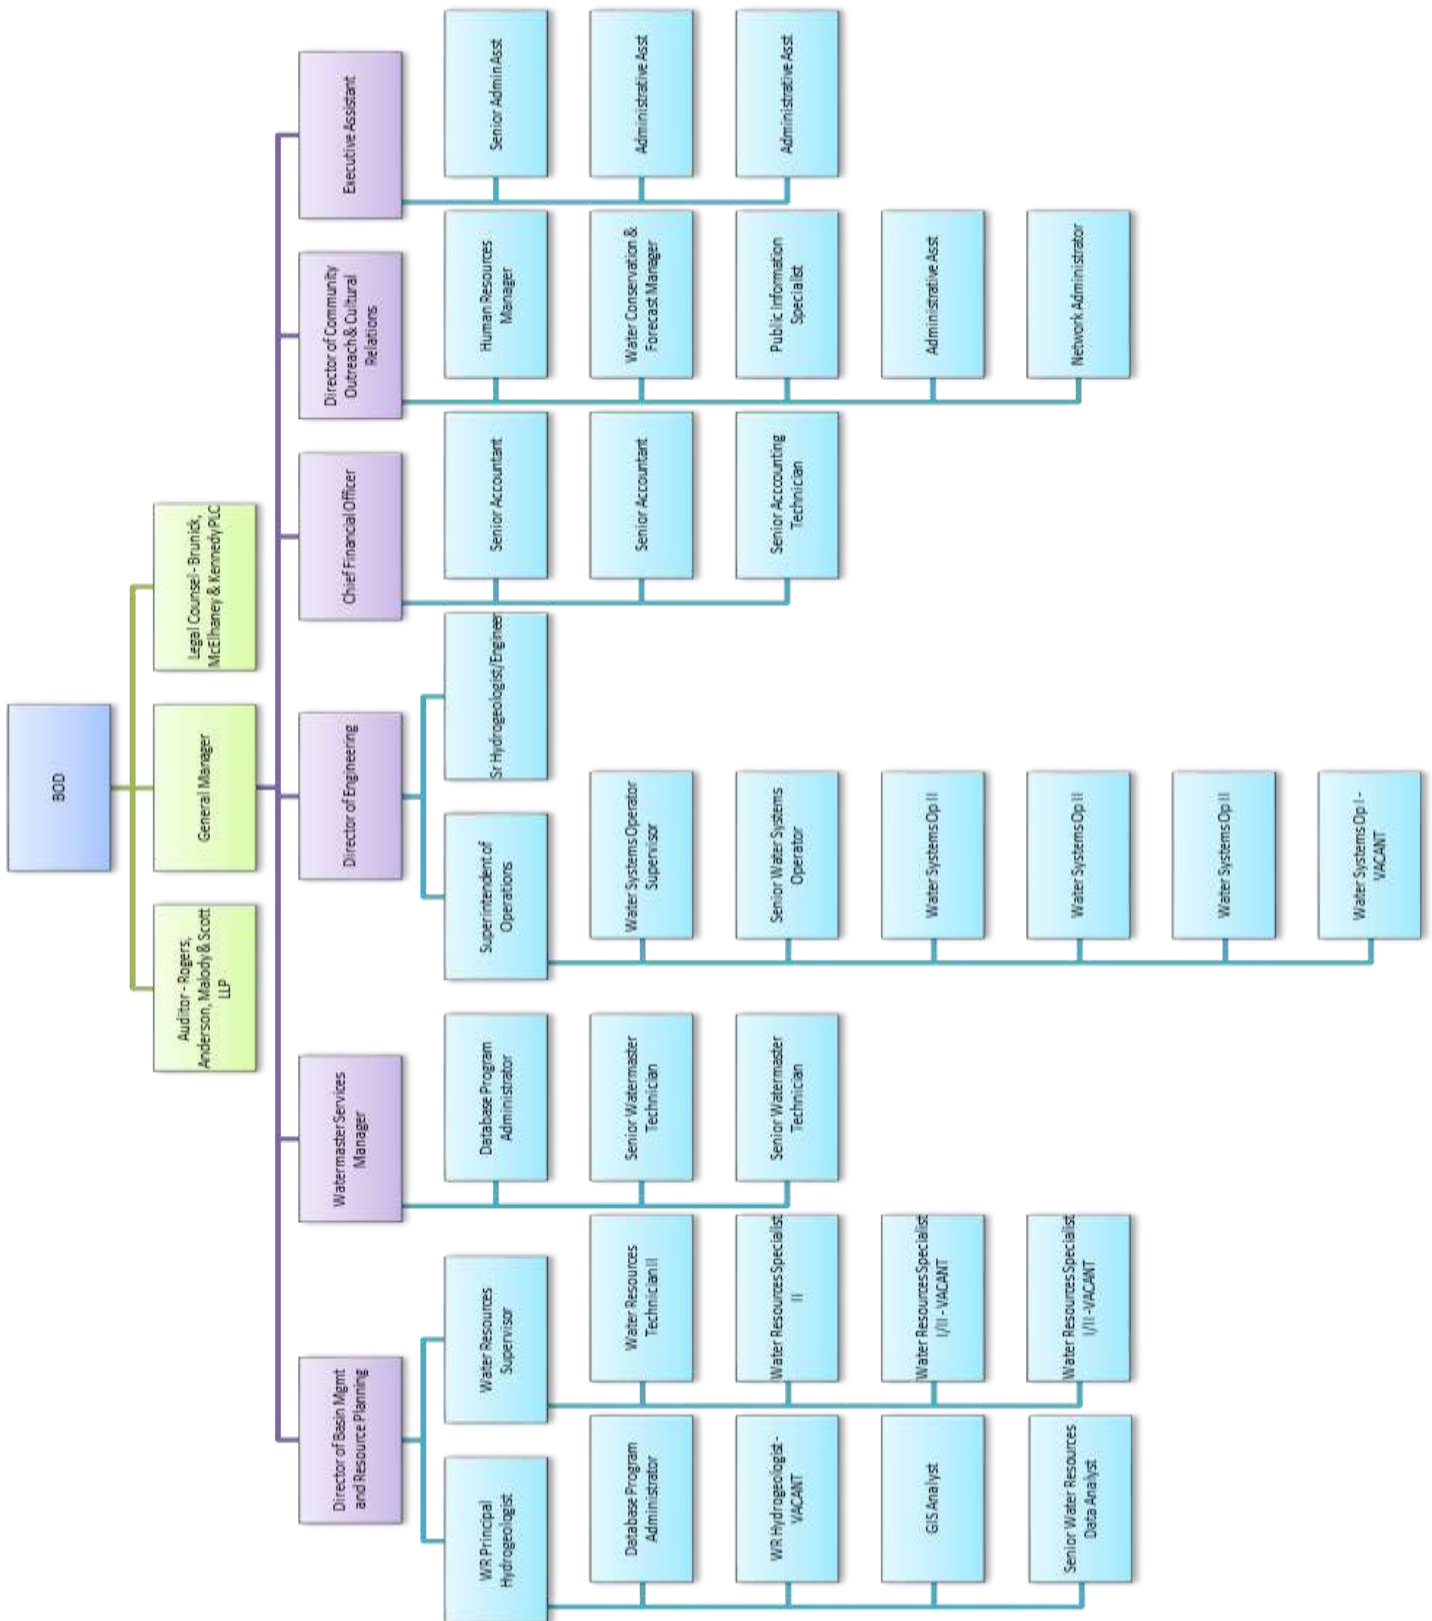 BOD
Auditor - Rogers,
Anderson, Malody & Scott
LLP
General Manager
Legal Counsel - Brunick,
McElhaney & Kennedy PLC
Director of Basin Mgmt
and Resource Planning
Watermaster Services
Manager
Director of Engineering
Chief Financial Officer
Director of Community
Outreach & Cultural
Relations
Executive Assistant
WR Principal
Hydrogeologist
Database Program
Administrator
WR Hydrogeologist -
VACANT
GIS Analyst
Senior Water Resources
Data Analyst
Water Resources
Supervisor
Water Resources
Technician II
Water Resources Specialist
II
Water Resources Specialist
I/II - VACANT
Water Resources Specialist
I/II - VACANT
Database Program
Administrator
Senior Watermaster
Technician
Senior Watermaster
Technician
Superintendent of
Operations
Water Systems Operator
Supervisor
Senior Water Systems
Operator
Water Systems Op II
Water Systems Op II
Water Systems Op II
Water Systems Op I -
VACANT
Sr Hydrogeologist/Engineer
Senior Accountant
Senior Accountant
Senior Accounting
Technician
Human Resources
Manager
Water Conservation &
Forecast Manager
Public Information
Specialist
Administrative Asst
Network Administrator
Senior Admin Asst
Administrative Asst
Administrative Asst